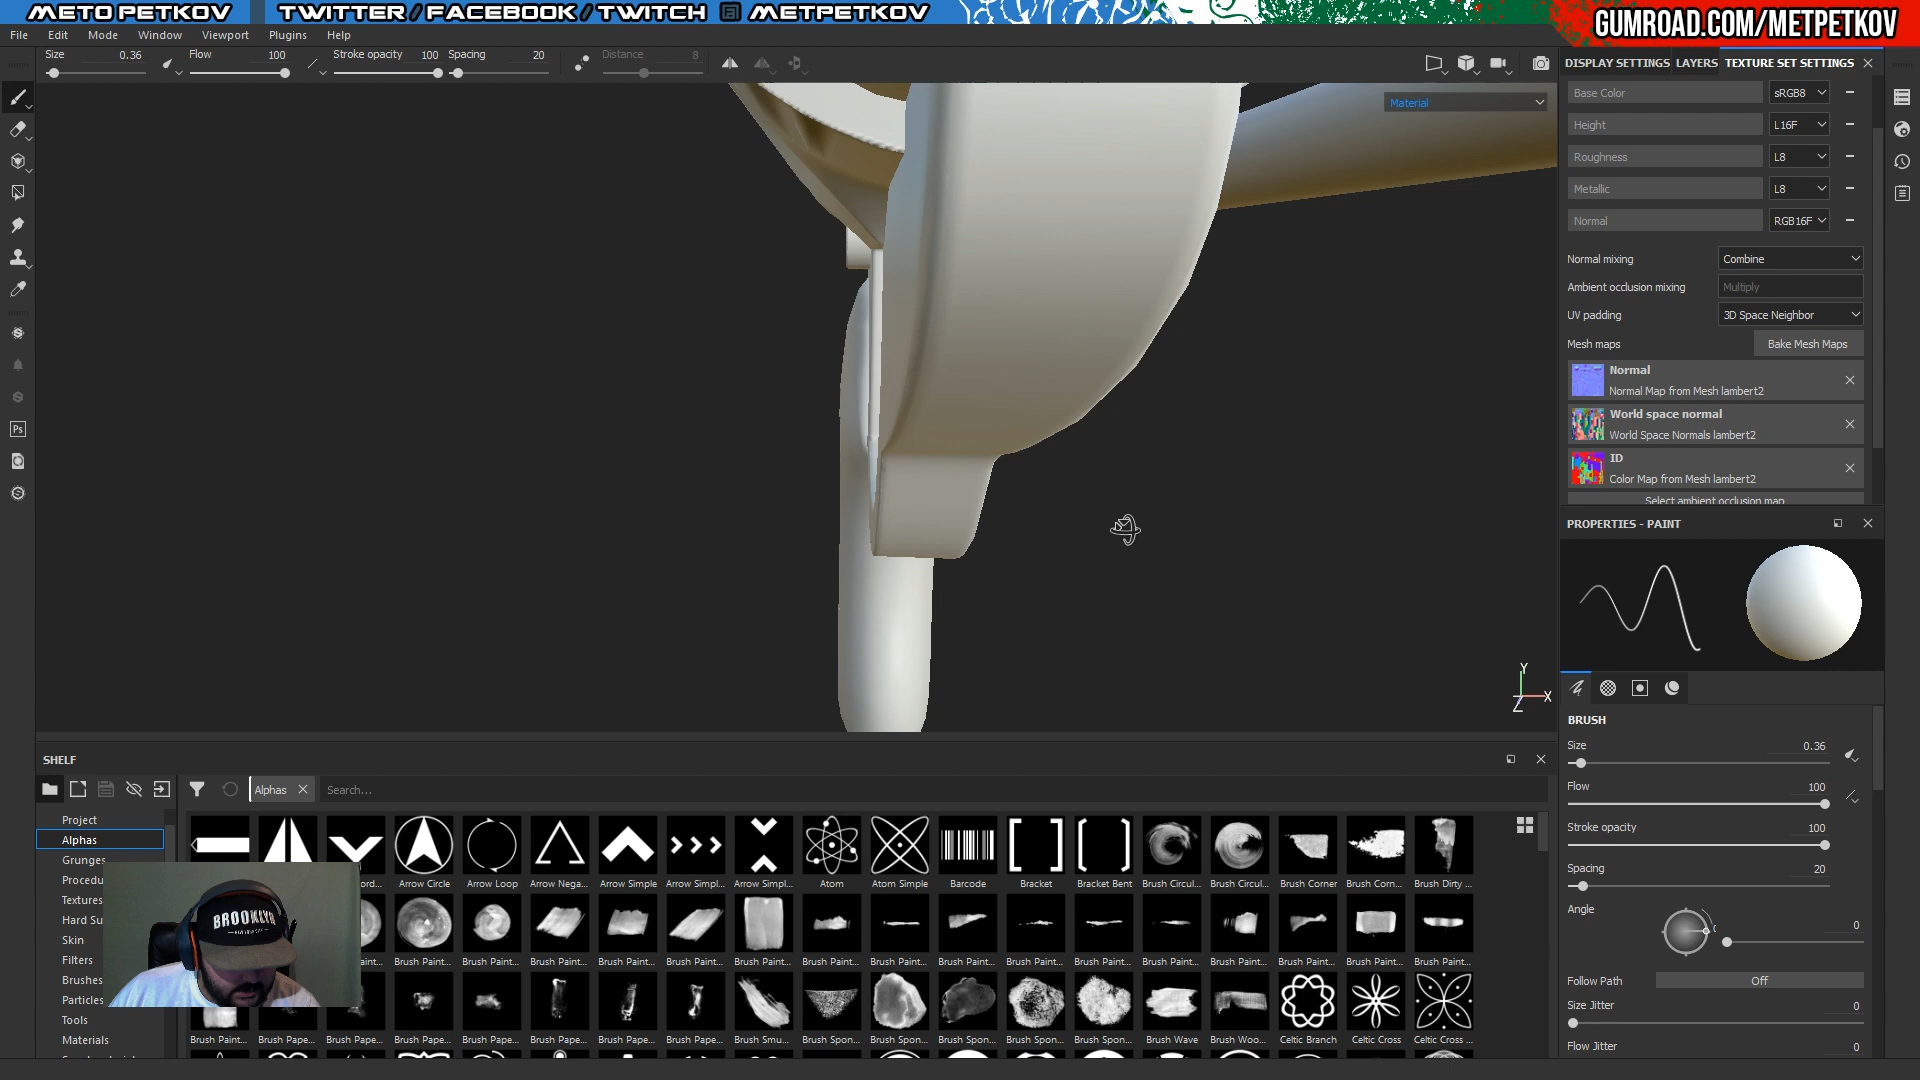 METO PETKOV
TWITTER / FACEBOOK / TWITCH @ METPETKOV
GUMROAD.COM/METPETKOV
File Edit Mode Window Viewport Plugins Help
Size 0.36 Flow 100 Stroke opacity 100 Spacing 20 Distance 8
Material
DISPLAY SETTINGS LAYERS TEXTURE SET SETTINGS
Base Color sRGB8
Height L16F
Roughness L8
Metallic L8
Normal RGB16F
Normal mixing Combine
Ambient occlusion mixing Multiply
UV padding 3D Space Neighbor
Mesh maps Bake Mesh Maps
Normal
Normal Map from Mesh lambert2
World space normal
World Space Normals lambert2
ID
Color Map from Mesh lambert2
Select ambient occlusion map
PROPERTIES - PAINT
BRUSH
Size 0.36
Flow 100
Stroke opacity 100
Spacing 20
Angle 0
Follow Path Off
Size Jitter 0
Flow Jitter 0
Y
X
Z
Ps
SHELF
Alphas
Search...
Project
Alphas
Grunges
Procedu
Textures
Hard Su
Skin
Filters
Brushes
Particles
Tools
Materials
ord... Arrow Circle Arrow Loop Arrow Nega... Arrow Simple Arrow Simpl... Arrow Simpl... Atom Atom Simple Barcode Bracket Bracket Bent Brush Circul... Brush Circul... Brush Corner Brush Corn... Brush Dirty ...
aint... Brush Paint... Brush Paint... Brush Paint... Brush Paint... Brush Paint... Brush Paint... Brush Paint... Brush Paint... Brush Paint... Brush Paint... Brush Paint... Brush Paint... Brush Paint... Brush Paint... Brush Paint... Brush Paint...
Brush Paint... Brush Pape... Brush Pape... Brush Pape... Brush Pape... Brush Pape... Brush Pape... Brush Pape... Brush Smu... Brush Spon... Brush Spon... Brush Spon... Brush Spon... Brush Spon... Brush Wave Brush Woo... Celtic Branch Celtic Cross Celtic Cross ...
BROOKLYN